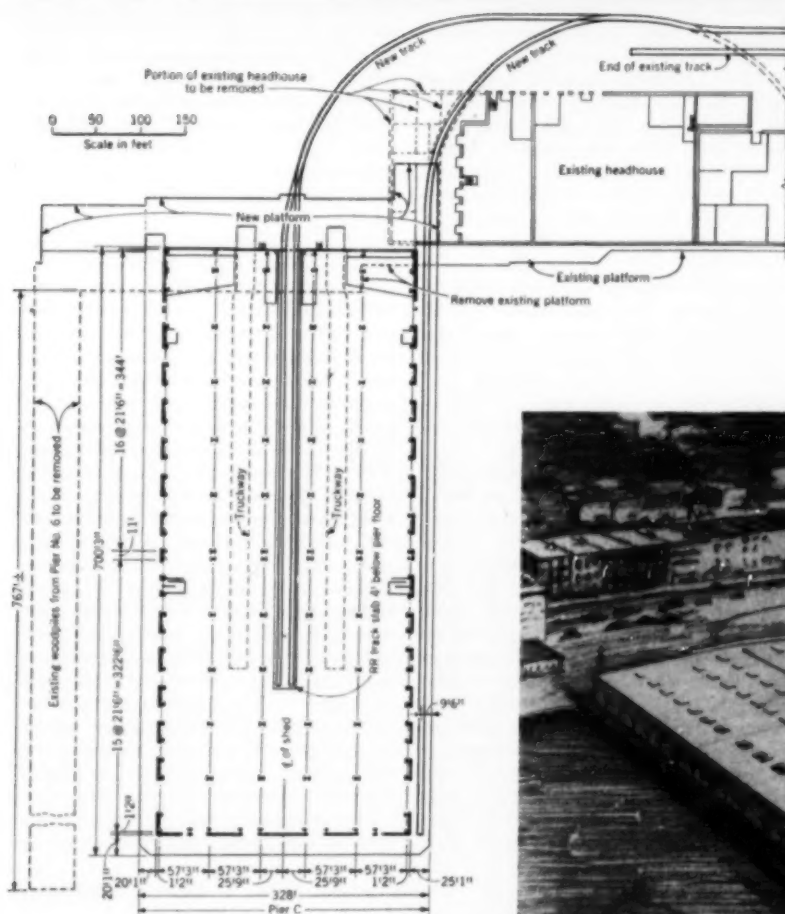 New track
New track
Portion of existing headhouse
to be removed
End of existing track
0 50 100 150
Scale in feet
Existing headhouse
New platform
Existing platform
Remove existing platform
16 @ 21'6" = 344'
Truckway
Truckway
11'
700'3"
767' ±
Existing woodpiles from Pier No. 6 to be removed
RR track slab 4' below pier floor
15 @ 21'6" = 322'6"
9'6"
℄ of shed
1'2"
20'1"
57'3" 57'3" 57'3" 57'3"
20'1" 1'2" 25'9" 25'9" 1'2" 25'1"
328'
Pier C